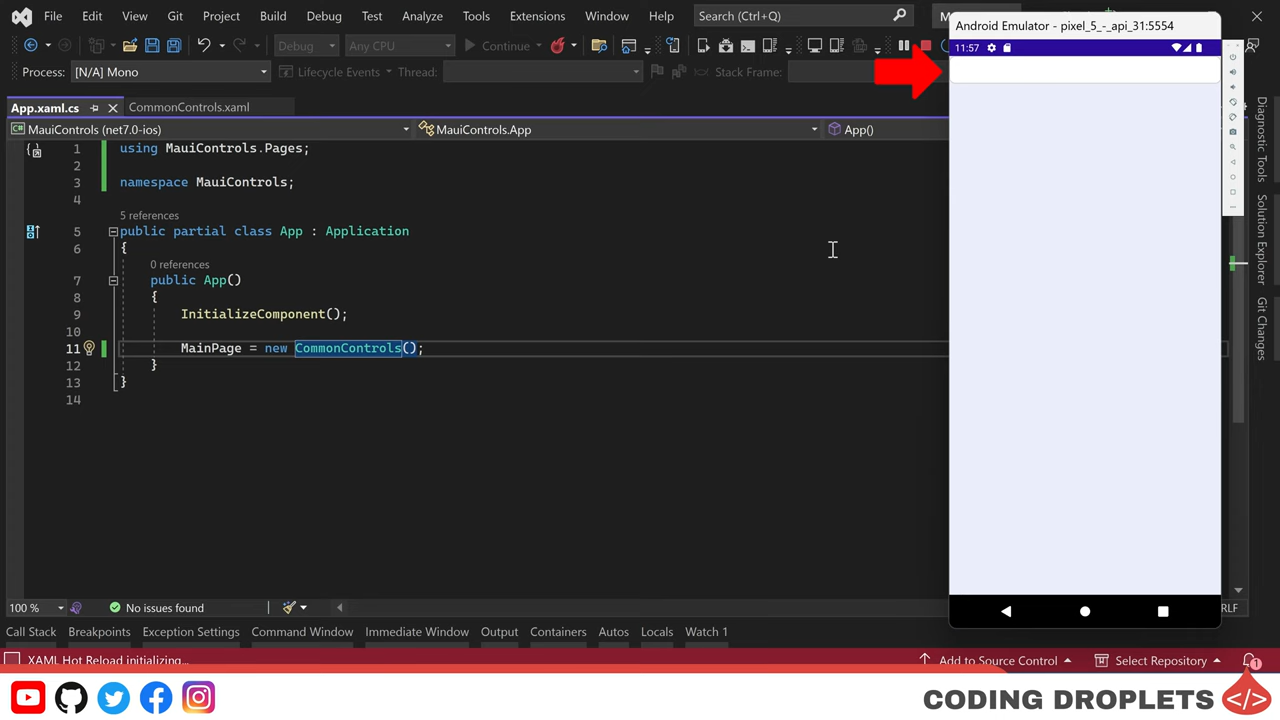 File Edit View Git Project Build Debug Test Analyze Tools Extensions Window Help Search (Ctrl+Q)
Android Emulator - pixel_5_-_api_31:5554
Debug Any CPU Continue
11:57
Process: [N/A] Mono Lifecycle Events Thread: Stack Frame:
App.xaml.cs CommonControls.xaml
MauiControls (net7.0-ios) MauiControls.App App()
1 using MauiControls.Pages;
2
3 namespace MauiControls;
4
5 references
5 public partial class App : Application
6 {
0 references
7 public App()
8 {
9 InitializeComponent();
10
11 MainPage = new CommonControls();
12 }
13 }
14
Diagnostic Tools
Solution Explorer
Git Changes
100 % No issues found RLF
Call Stack Breakpoints Exception Settings Command Window Immediate Window Output Containers Autos Locals Watch 1
XAML Hot Reload initializing... Add to Source Control Select Repository 1
CODING DROPLETS </>